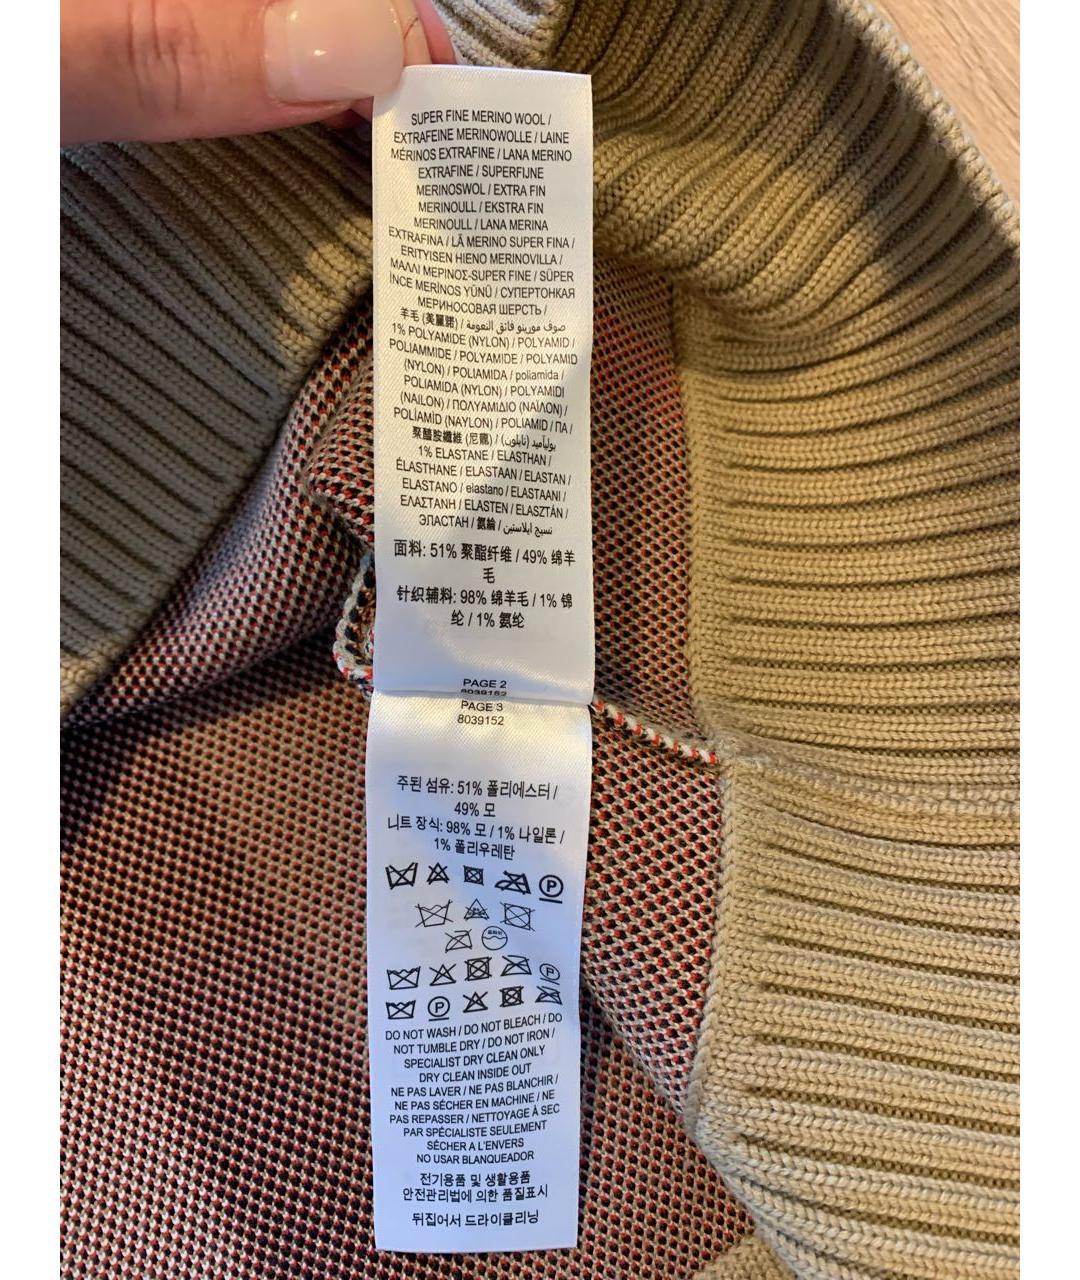 SUPER FINE MERINO WOOL /
EXTRAFEINE MERINOWOLLE / LAINE
MÉRINOS EXTRAFINE / LANA MERINO
EXTRAFINE / SUPERFIJNE
MERINOSWOL / EXTRA FIN
MERINOULL / EKSTRA FIN
MERINOULL / LANA MERINA
EXTRAFINA / LÃ MERINO SUPER FINA /
ERITYISEN HIENO MERINOVILLA /
ΜΑΛΛΙ ΜΕΡΙΝΟΣ-SUPER FINE / SÜPER
İNCE MERİNOS YÜNÜ / СУПЕРТОНКАЯ
МЕРИНОСОВАЯ ШЕРСТЬ /
羊毛 (美麗諾) / صوف مورينو فائق النعومة /
1% POLYAMIDE (NYLON) / POLYAMID /
POLIAMMIDE / POLYAMIDE / POLYAMID
(NYLON) / POLIAMIDA / poliamida /
POLIAMIDA (NYLON) / POLYAMIDI
(NAILON) / ΠΟΛΥΑΜΙΔΙΟ (ΝΑΪΛΟΝ) /
POLİAMİD (NAYLON) / POLIAMID / ПА /
聚醯胺纖維 (尼龍) / بوليأميد (نايلون) /
1% ELASTANE / ELASTHAN /
ÉLASTHANE / ELASTAAN / ELASTAN /
ELASTANO / elastano / ELASTAANI /
ΕΛΑΣΤΑΝΗ / ELASTEN / ELASZTÁN /
ЭЛАСТАН / 氨綸 / نسيج ايلاستين
面料: 51% 聚酯纤维 / 49% 绵羊
毛
针织辅料: 98% 绵羊毛 / 1% 锦
纶 / 1% 氨纶
PAGE 2
8039152
PAGE 3
8039152
주된 섬유: 51% 폴리에스터 /
49% 모
니트 장식: 98% 모 / 1% 나일론 /
1% 폴리우레탄
P
P
P
DO NOT WASH / DO NOT BLEACH / DO
NOT TUMBLE DRY / DO NOT IRON /
SPECIALIST DRY CLEAN ONLY
DRY CLEAN INSIDE OUT
NE PAS LAVER / NE PAS BLANCHIR /
NE PAS SÉCHER EN MACHINE / NE
PAS REPASSER / NETTOYAGE À SEC
PAR SPÉCIALISTE SEULEMENT
SÉCHER A L'ENVERS
NO USAR BLANQUEADOR
전기용품 및 생활용품
안전관리법에 의한 품질표시
뒤집어서 드라이클리닝